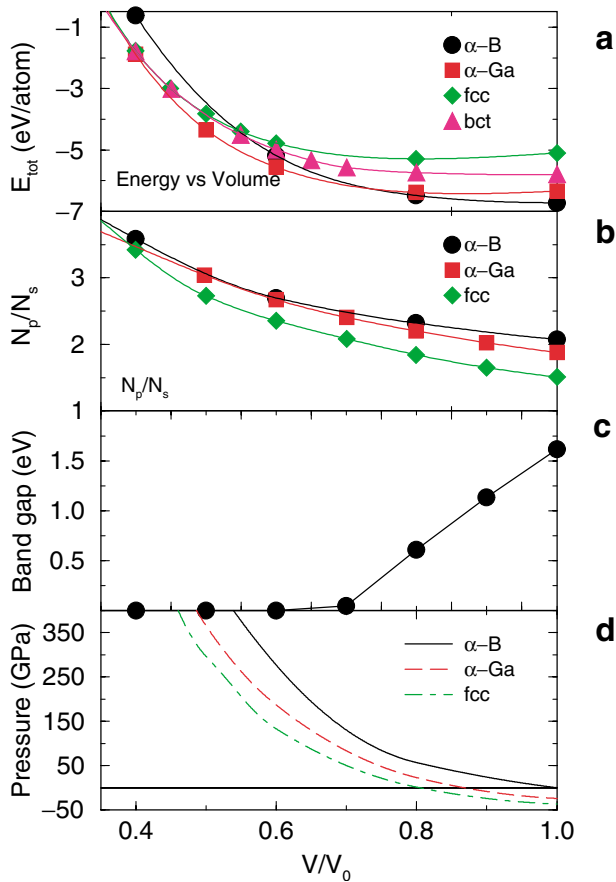 a
−1
−3
−5
−7
E_tot (eV/atom)
α−B
α−Ga
fcc
bct
Energy vs Volume
b
3
2
1
N_p/N_s
α−B
α−Ga
fcc
N_p/N_s
c
1.5
1.0
0.5
Band gap (eV)
d
350
250
150
50
−50
Pressure (GPa)
α−B
α−Ga
fcc
0.4 0.6 0.8 1.0
V/V_0